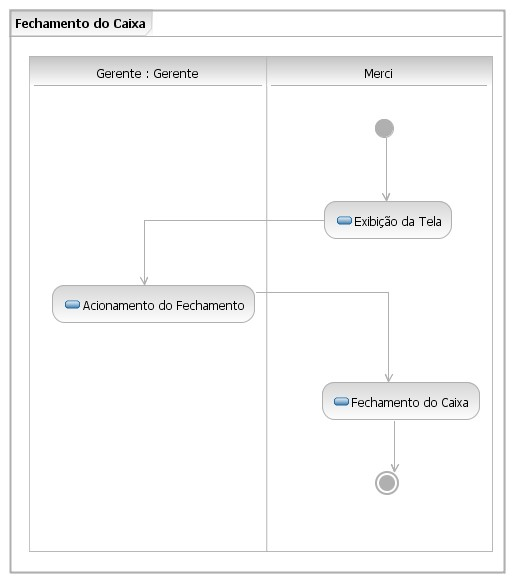 Fechamento do Caixa
Gerente : Gerente
Merci
Exibição da Tela
Acionamento do Fechamento
Fechamento do Caixa